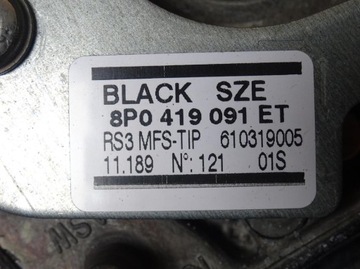 BLACK SZE
8P0 419 091 ET
RS3 MFS-TIP 610319005
11.189 N°: 121 01S